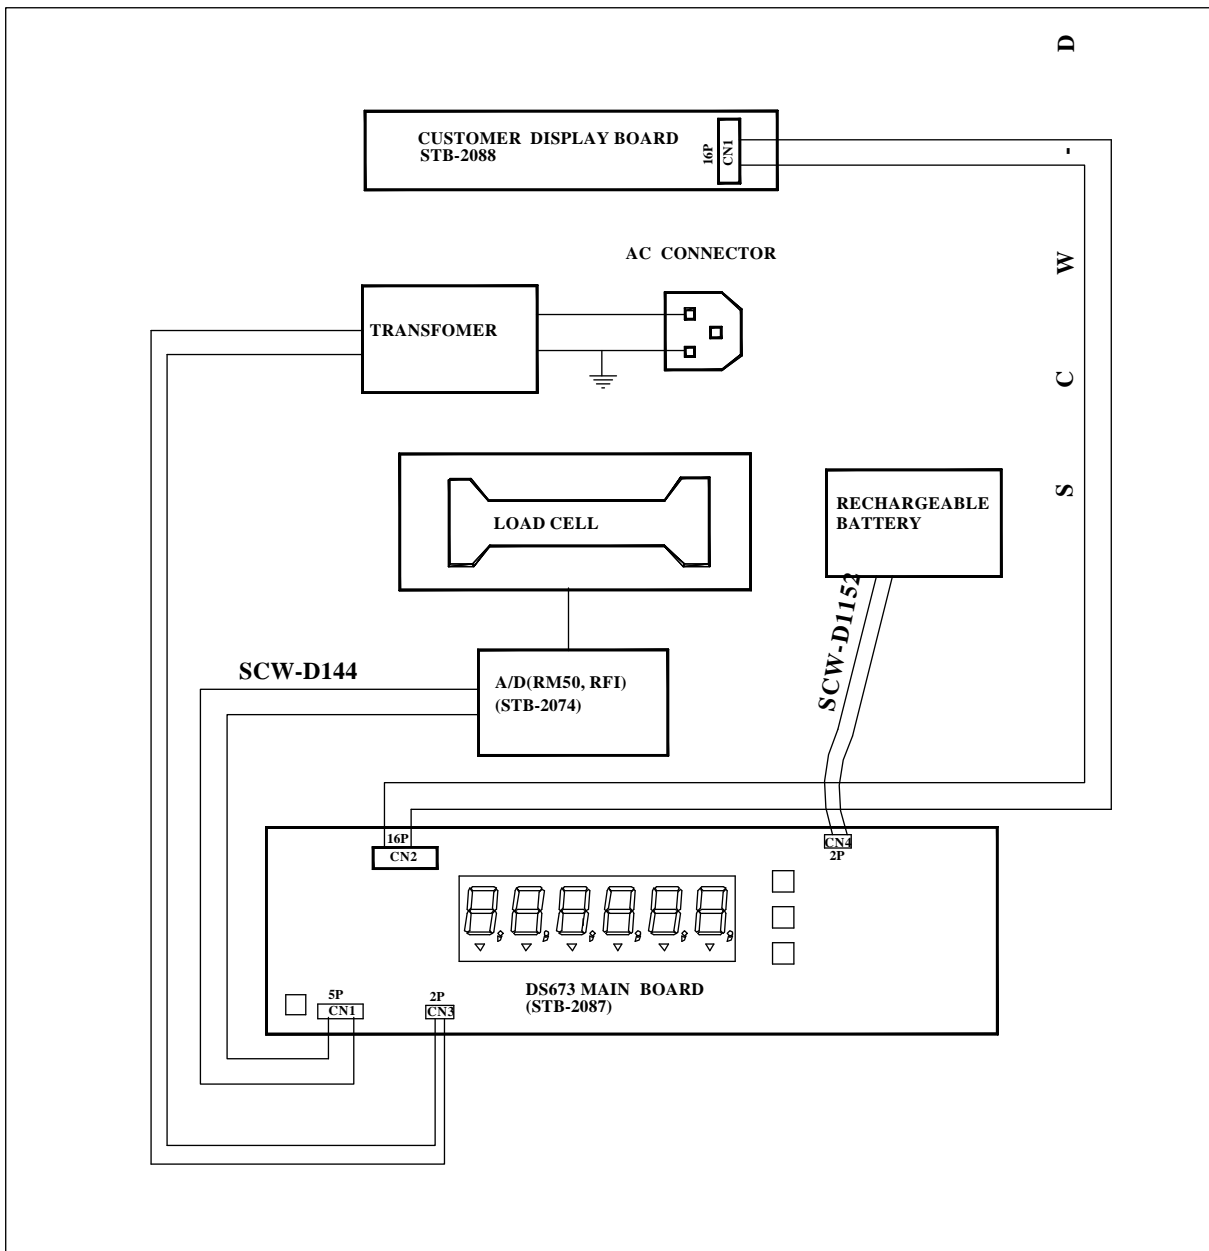 CUSTOMER DISPLAY BOARD
STB-2088
16P
CN1
AC CONNECTOR
TRANSFOMER
LOAD CELL
RECHARGEABLE
BATTERY
SCW-D
SCW-D1152
SCW-D144
A/D(RM50, RFI)
(STB-2074)
16P
CN2
CN4
2P
DS673 MAIN BOARD
(STB-2087)
5P
CN1
2P
CN3